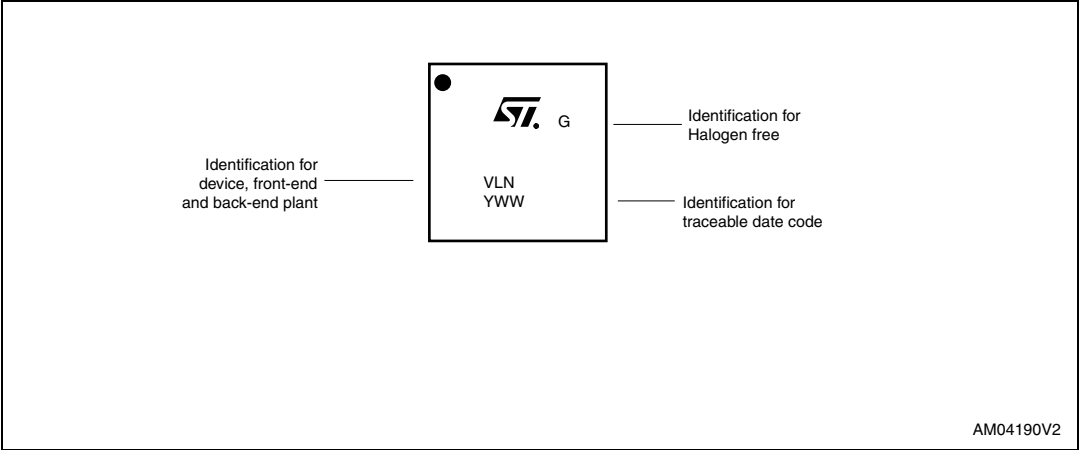 ST.
G
Identification for
Halogen free
Identification for
device, front-end
and back-end plant
VLN
YWW
Identification for
traceable date code
AM04190V2